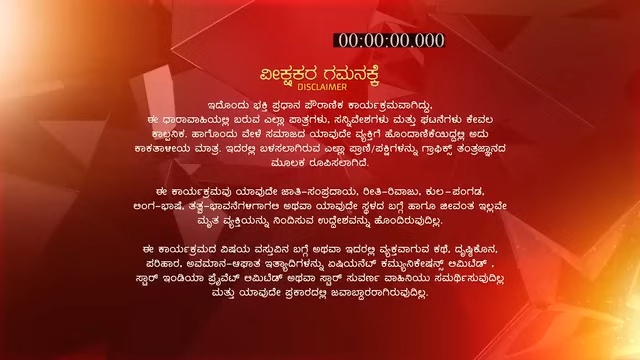 00:00:00.000
ವೀಕ್ಷಕರ ಗಮನಕ್ಕೆ
DISCLAIMER
ಇದೊಂದು ಭಕ್ತಿ ಪ್ರಧಾನ ಪೌರಾಣಿಕ ಕಾರ್ಯಕ್ರಮವಾಗಿದ್ದು,
ಈ ಧಾರಾವಾಹಿಯಲ್ಲಿ ಬರುವ ಎಲ್ಲಾ ಪಾತ್ರಗಳು, ಸನ್ನಿವೇಶಗಳು ಮತ್ತು ಘಟನೆಗಳು ಕೇವಲ
ಕಾಲ್ಪನಿಕ. ಹಾಗೊಂದು ವೇಳೆ ಸಮಾಜದ ಯಾವುದೇ ವ್ಯಕ್ತಿಗೆ ಹೊಂದಾಣಿಕೆಯಿದ್ದಲ್ಲಿ ಅದು
ಕಾಕತಾಳೀಯ ಮಾತ್ರ. ಇದರಲ್ಲಿ ಬಳಸಲಾಗಿರುವ ಎಲ್ಲಾ ಪ್ರಾಣಿ/ಪಕ್ಷಿಗಳನ್ನು ಗ್ರಾಫಿಕ್ಸ್ ತಂತ್ರಜ್ಞಾನದ
ಮೂಲಕ ರೂಪಿಸಲಾಗಿದೆ.
ಈ ಕಾರ್ಯಕ್ರಮವು ಯಾವುದೇ ಜಾತಿ-ಸಂಪ್ರದಾಯ, ರೀತಿ-ರಿವಾಜು, ಕುಲ-ಪಂಗಡ,
ಲಿಂಗ-ಭಾಷೆ, ತತ್ವ-ಭಾವನೆಗಳಿಗಾಗಲಿ ಅಥವಾ ಯಾವುದೇ ಸ್ಥಳದ ಬಗ್ಗೆ ಹಾಗೂ ಜೀವಂತ ಇಲ್ಲವೇ
ಮೃತ ವ್ಯಕ್ತಿಯನ್ನು ನಿಂದಿಸುವ ಉದ್ದೇಶವನ್ನು ಹೊಂದಿರುವುದಿಲ್ಲ.
ಈ ಕಾರ್ಯಕ್ರಮದ ವಿಷಯ ವಸ್ತುವಿನ ಬಗ್ಗೆ ಅಥವಾ ಇದರಲ್ಲಿ ವ್ಯಕ್ತವಾಗುವ ಕಥೆ, ದೃಷ್ಟಿಕೋನ,
ಪರಿಹಾರ, ಅವಮಾನ-ಆಘಾತ ಇತ್ಯಾದಿಗಳನ್ನು ಏಷಿಯನೆಟ್ ಕಮ್ಯುನಿಕೇಷನ್ಸ್ ಲಿಮಿಟೆಡ್ ,
ಸ್ಟಾರ್ ಇಂಡಿಯಾ ಪ್ರೈವೆಟ್ ಲಿಮಿಟೆಡ್ ಅಥವಾ ಸ್ಟಾರ್ ಸುವರ್ಣ ವಾಹಿನಿಯು ಸಮರ್ಥಿಸುವುದಿಲ್ಲ
ಮತ್ತು ಯಾವುದೇ ಪ್ರಕಾರದಲ್ಲಿ ಜವಾಬ್ದಾರರಾಗಿರುವುದಿಲ್ಲ.